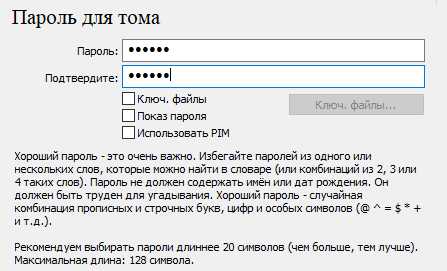 Пароль для тома
Пароль: ••••••
Подтвердите: ••••••
Ключ. файлы
Ключ. файлы...
Показ пароля
Использовать PIM
Хороший пароль - это очень важно. Избегайте паролей из одного или
нескольких слов, которые можно найти в словаре (или комбинаций из 2, 3 или
4 таких слов). Пароль не должен содержать имён или дат рождения. Он
должен быть труден для угадывания. Хороший пароль - случайная
комбинация прописных и строчных букв, цифр и особых символов (@ ^ = $ * +
и т.д.).
Рекомендуем выбирать пароли длиннее 20 символов (чем больше, тем лучше).
Максимальная длина: 128 символа.